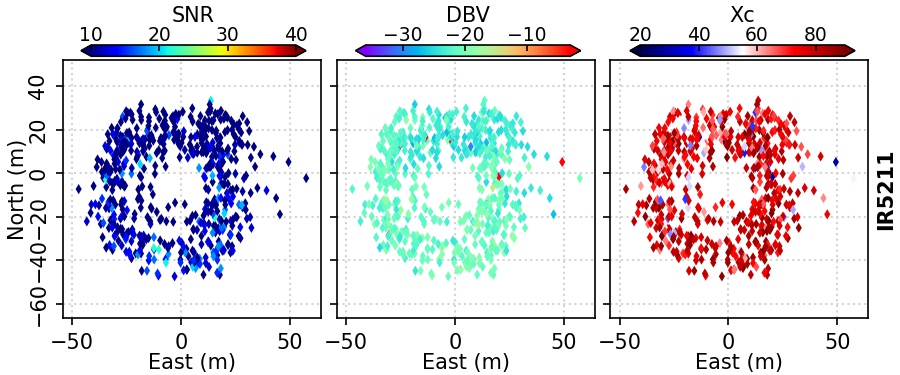 SNR DBV Xc
10 20 30 40 −30 −20 −10 20 40 60 80
40
20
0
−20
−40
−60
North (m)
IR5211
−50 0 50 −50 0 50 −50 0 50
East (m) East (m) East (m)